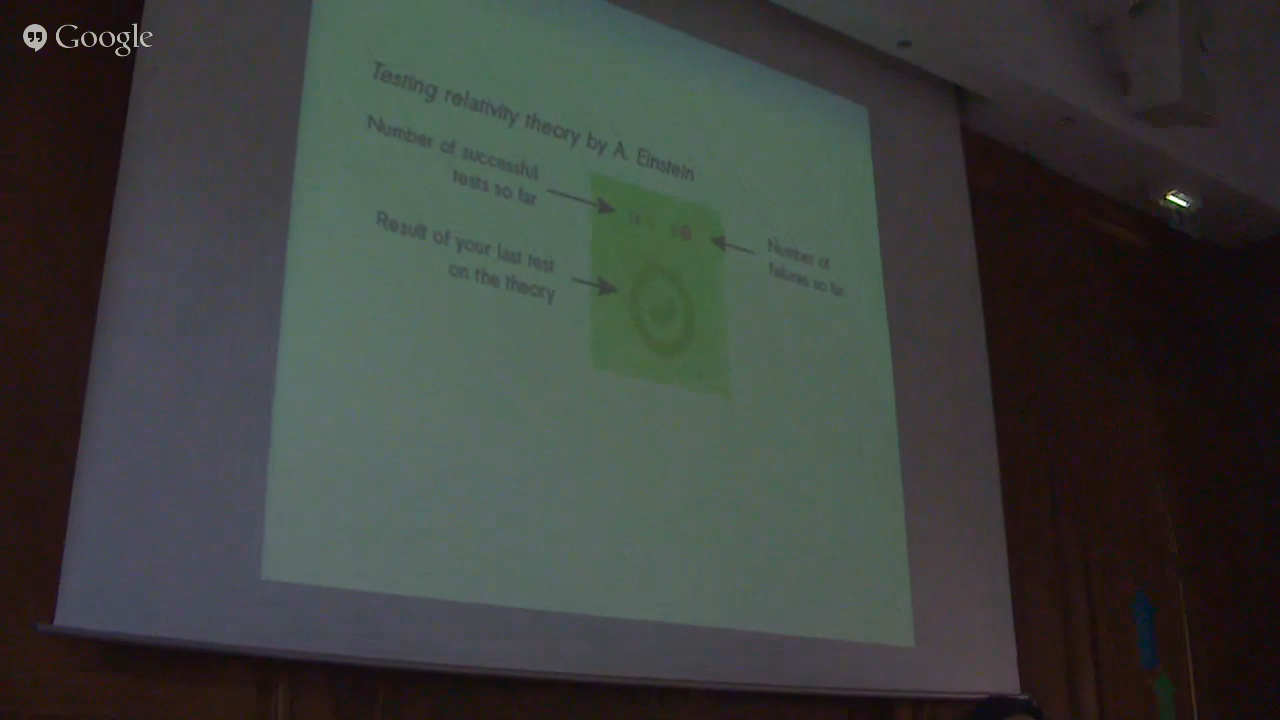 Google
Testing relativity theory by A. Einstein
Number of successful
tests so far
Result of your last test
on the theory
Number of
failures so far